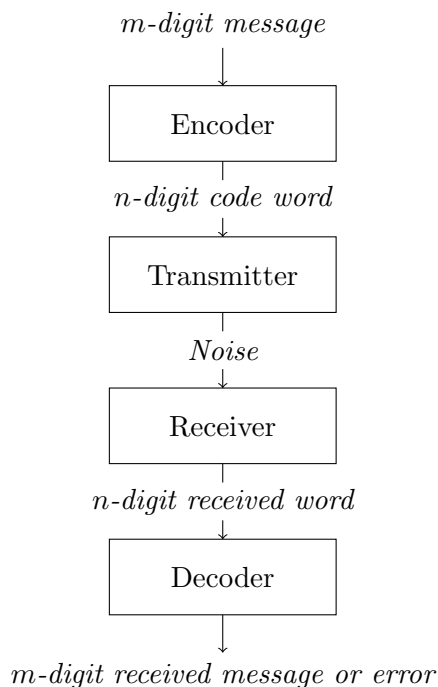 m-digit message
Encoder
n-digit code word
Transmitter
Noise
Receiver
n-digit received word
Decoder
m-digit received message or error